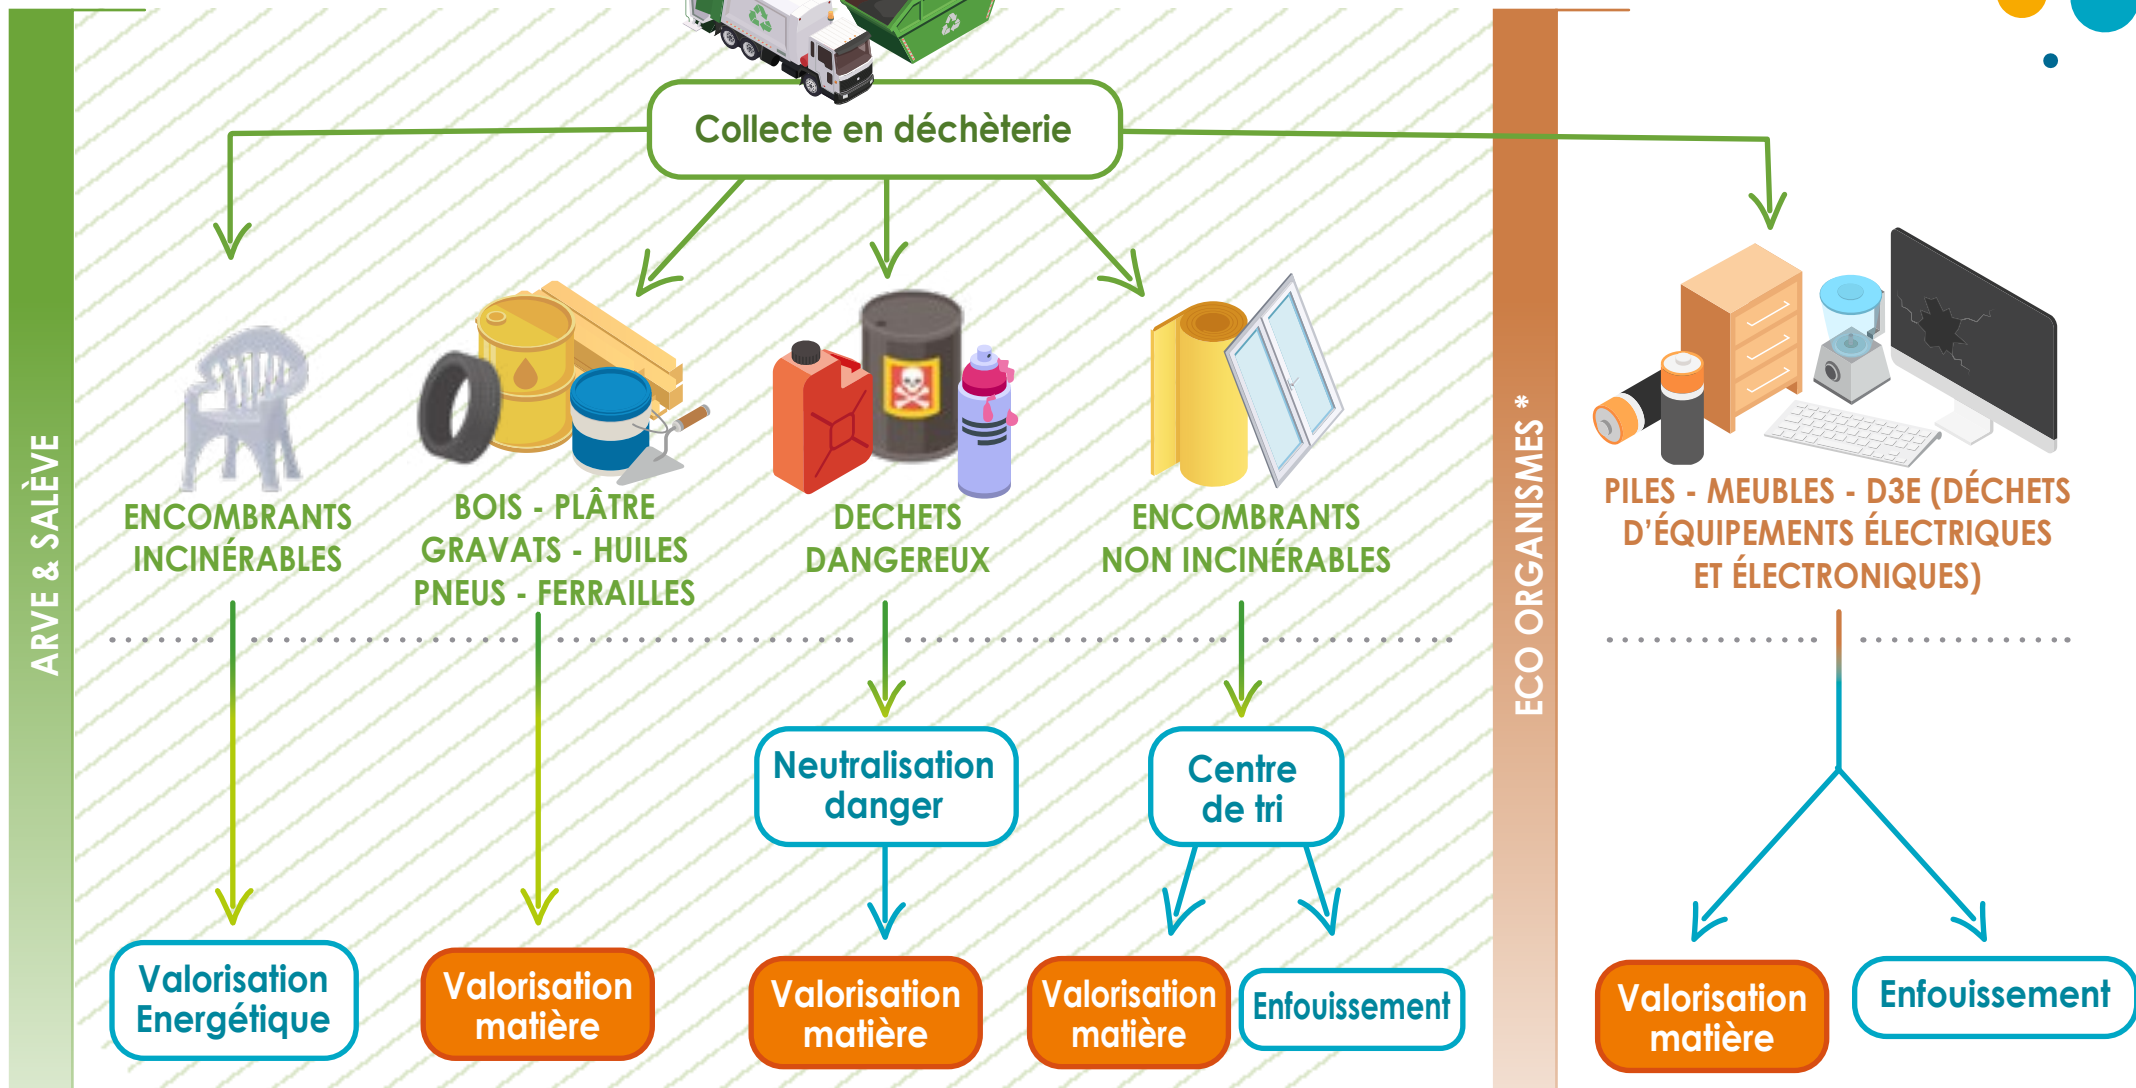 Collecte en déchèterie
ARVE & SALÈVE
ENCOMBRANTS
INCINÉRABLES
BOIS - PLÂTRE
GRAVATS - HUILES
PNEUS - FERRAILLES
DECHETS
DANGEREUX
ENCOMBRANTS
NON INCINÉRABLES
ECO ORGANISMES *
PILES - MEUBLES - D3E (DÉCHETS
D’ÉQUIPEMENTS ÉLECTRIQUES
ET ÉLECTRONIQUES)
Neutralisation
danger
Centre
de tri
Valorisation
Energétique
Valorisation
matière
Valorisation
matière
Valorisation
matière
Enfouissement
Valorisation
matière
Enfouissement